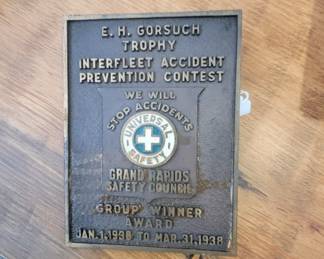 E. H. GORSUCH
TROPHY
INTERFLEET ACCIDENT
PREVENTION CONTEST
WE WILL
STOP ACCIDENTS
UNIVERSAL
SAFETY
GRAND RAPIDS
SAFETY COUNCIL
GROUP WINNER
AWARD
JAN. 1, 1938 TO MAR. 31, 1938